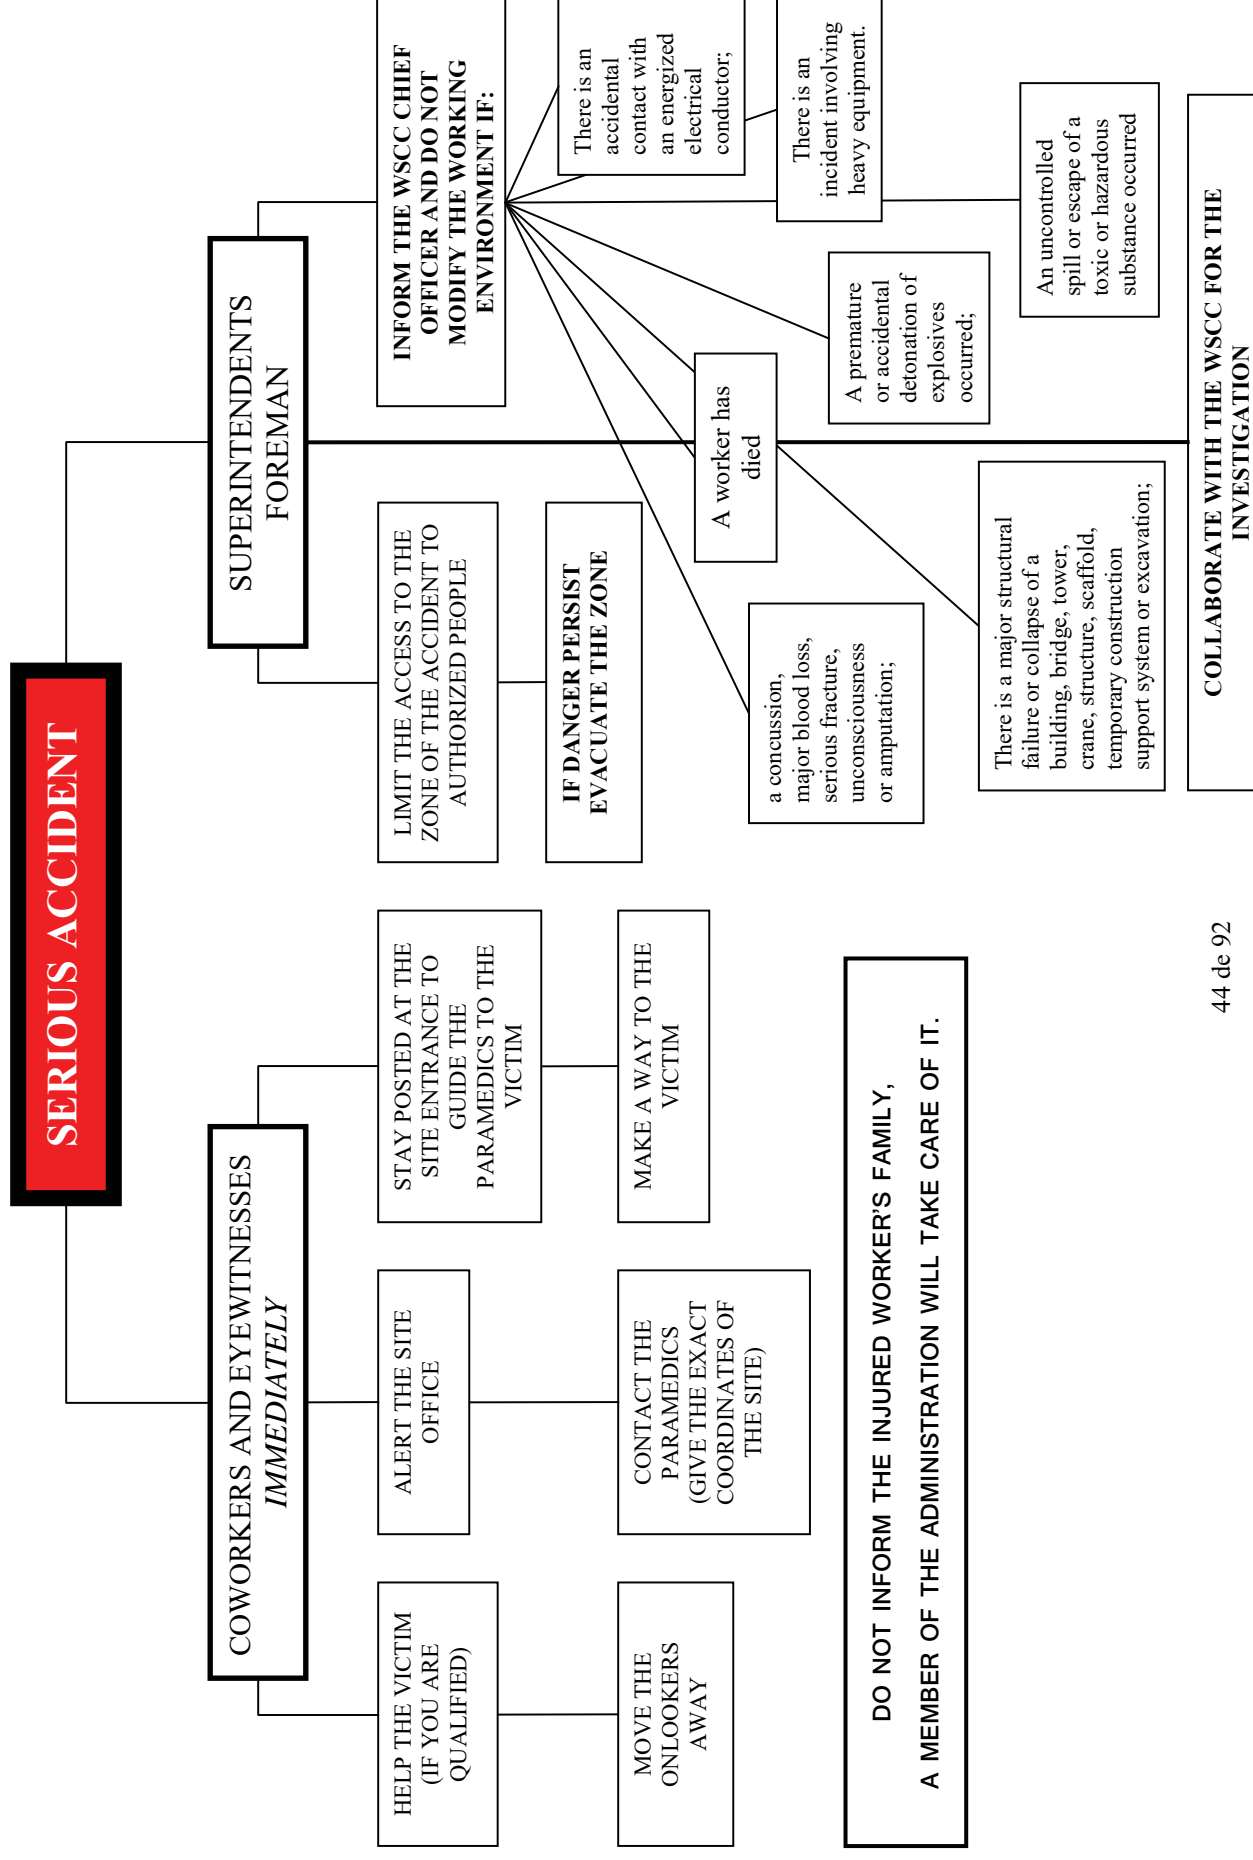 SERIOUS ACCIDENT
COWORKERS AND EYEWITNESSES
IMMEDIATELY
SUPERINTENDENTS
FOREMAN
HELP THE VICTIM
(IF YOU ARE
QUALIFIED)
MOVE THE
ONLOOKERS
AWAY
ALERT THE SITE
OFFICE
CONTACT THE
PARAMEDICS
(GIVE THE EXACT
COORDINATES OF
THE SITE)
STAY POSTED AT THE
SITE ENTRANCE TO
GUIDE THE
PARAMEDICS TO THE
VICTIM
MAKE A WAY TO THE
VICTIM
LIMIT THE ACCESS TO THE
ZONE OF THE ACCIDENT TO
AUTHORIZED PEOPLE
IF DANGER PERSIST
EVACUATE THE ZONE
INFORM THE WSCC CHIEF
OFFICER AND DO NOT
MODIFY THE WORKING
ENVIRONMENT IF:
a concussion,
major blood loss,
serious fracture,
unconsciousness
or amputation;
A worker has
died
There is a major structural
failure or collapse of a
building, bridge, tower,
crane, structure, scaffold,
temporary construction
support system or excavation;
A premature
or accidental
detonation of
explosives
occurred;
There is an
accidental
contact with
an energized
electrical
conductor;
There is an
incident involving
heavy equipment.
An uncontrolled
spill or escape of a
toxic or hazardous
substance occurred
COLLABORATE WITH THE WSCC FOR THE
INVESTIGATION
DO NOT INFORM THE INJURED WORKER'S FAMILY,
A MEMBER OF THE ADMINISTRATION WILL TAKE CARE OF IT.
44 de 92